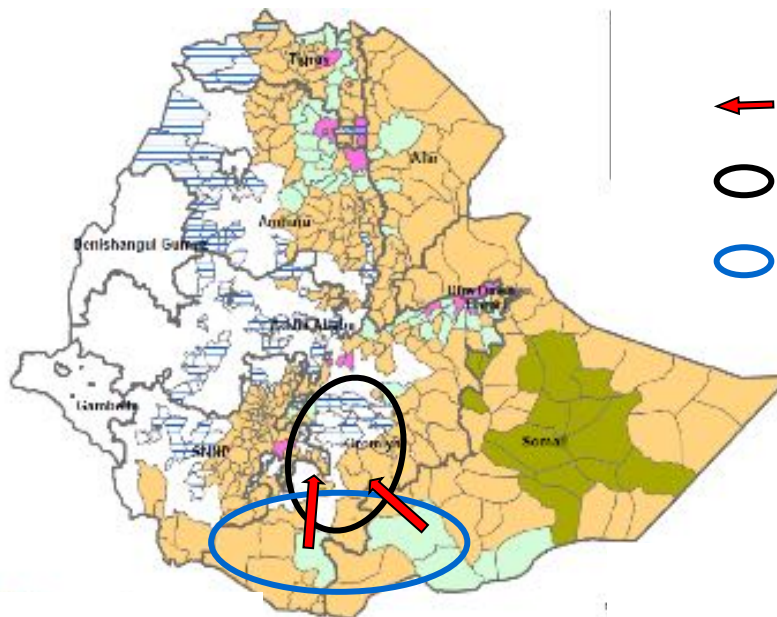 Tigray
Afar
Amhara
Benishangul Gumuz
Addis Ababa
Gambella
SNNP
Oromiya
Somali